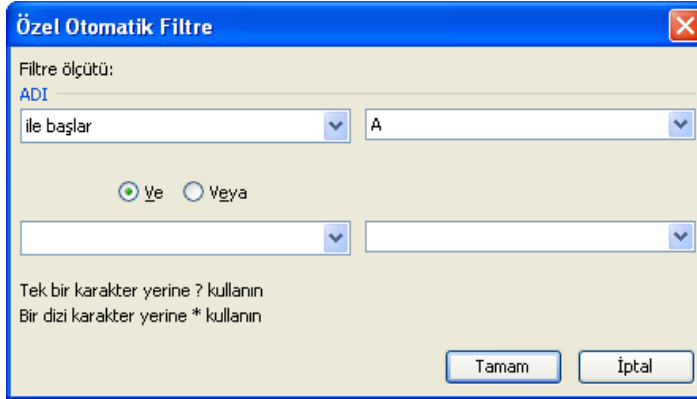 Özel Otomatik Filtre
Filtre ölçütü:
ADI
ile başlar A
Ve Veya
Tek bir karakter yerine ? kullanın
Bir dizi karakter yerine * kullanın
Tamam İptal